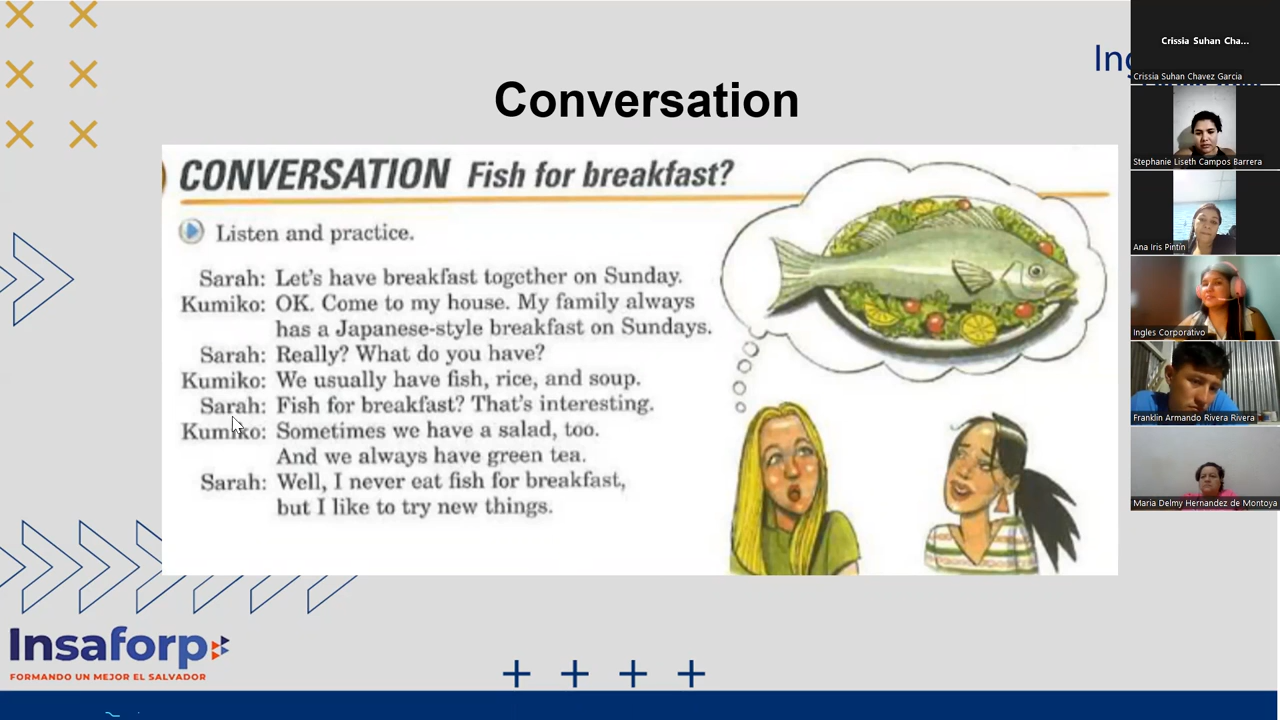 Conversation
CONVERSATION Fish for breakfast?
Listen and practice.
Sarah: Let's have breakfast together on Sunday.
Kumiko: OK. Come to my house. My family always
has a Japanese-style breakfast on Sundays.
Sarah: Really? What do you have?
Kumiko: We usually have fish, rice, and soup.
Sarah: Fish for breakfast? That's interesting.
Kumiko: Sometimes we have a salad, too.
And we always have green tea.
Sarah: Well, I never eat fish for breakfast,
but I like to try new things.
Insaforp
FORMANDO UN MEJOR EL SALVADOR
Crissia Suhan Cha...
Crissia Suhan Chavez Garcia
Stephanie Liseth Campos Barrera
Ana Iris Pintin
Ingles Corporativo
Franklin Armando Rivera Rivera
Maria Delmy Hernandez de Montoya